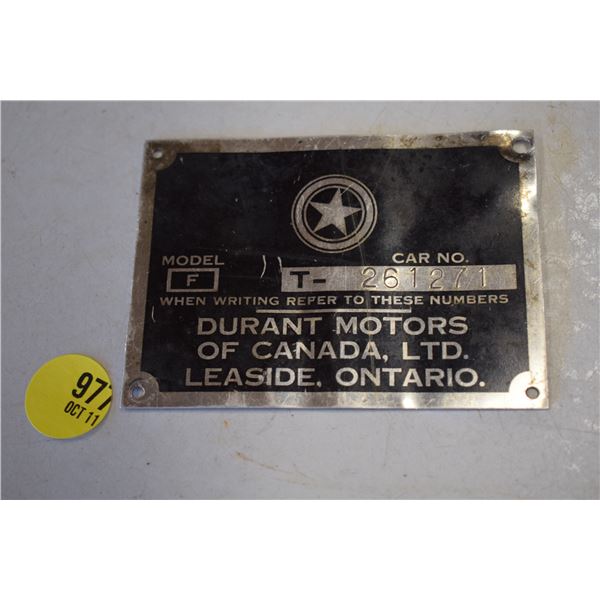 MODEL CAR NO.
F T- 261271
WHEN WRITING REFER TO THESE NUMBERS
DURANT MOTORS
OF CANADA, LTD.
LEASIDE, ONTARIO.
977
OCT 11